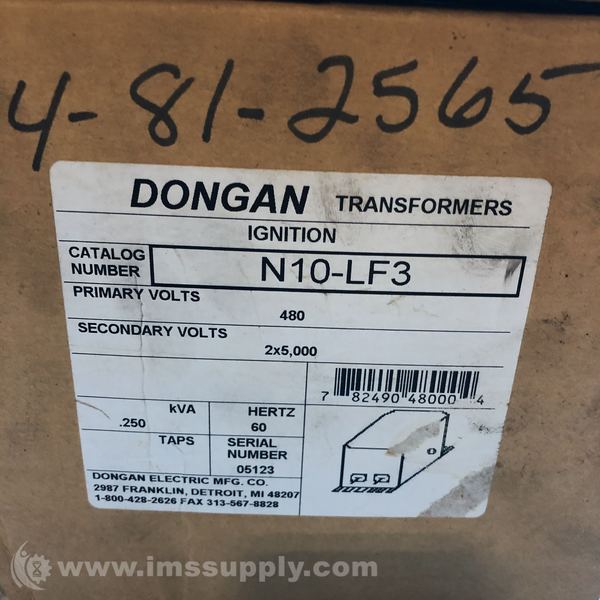 4-81-2565
DONGAN TRANSFORMERS
IGNITION
CATALOG NUMBER N10-LF3
PRIMARY VOLTS
480
SECONDARY VOLTS
2x5,000
7 82490 48000 4
kVA HERTZ
.250 60
TAPS SERIAL NUMBER
05123
DONGAN ELECTRIC MFG. CO.
2987 FRANKLIN, DETROIT, MI 48207
1-800-428-2626 FAX 313-567-8828
www.imssupply.com